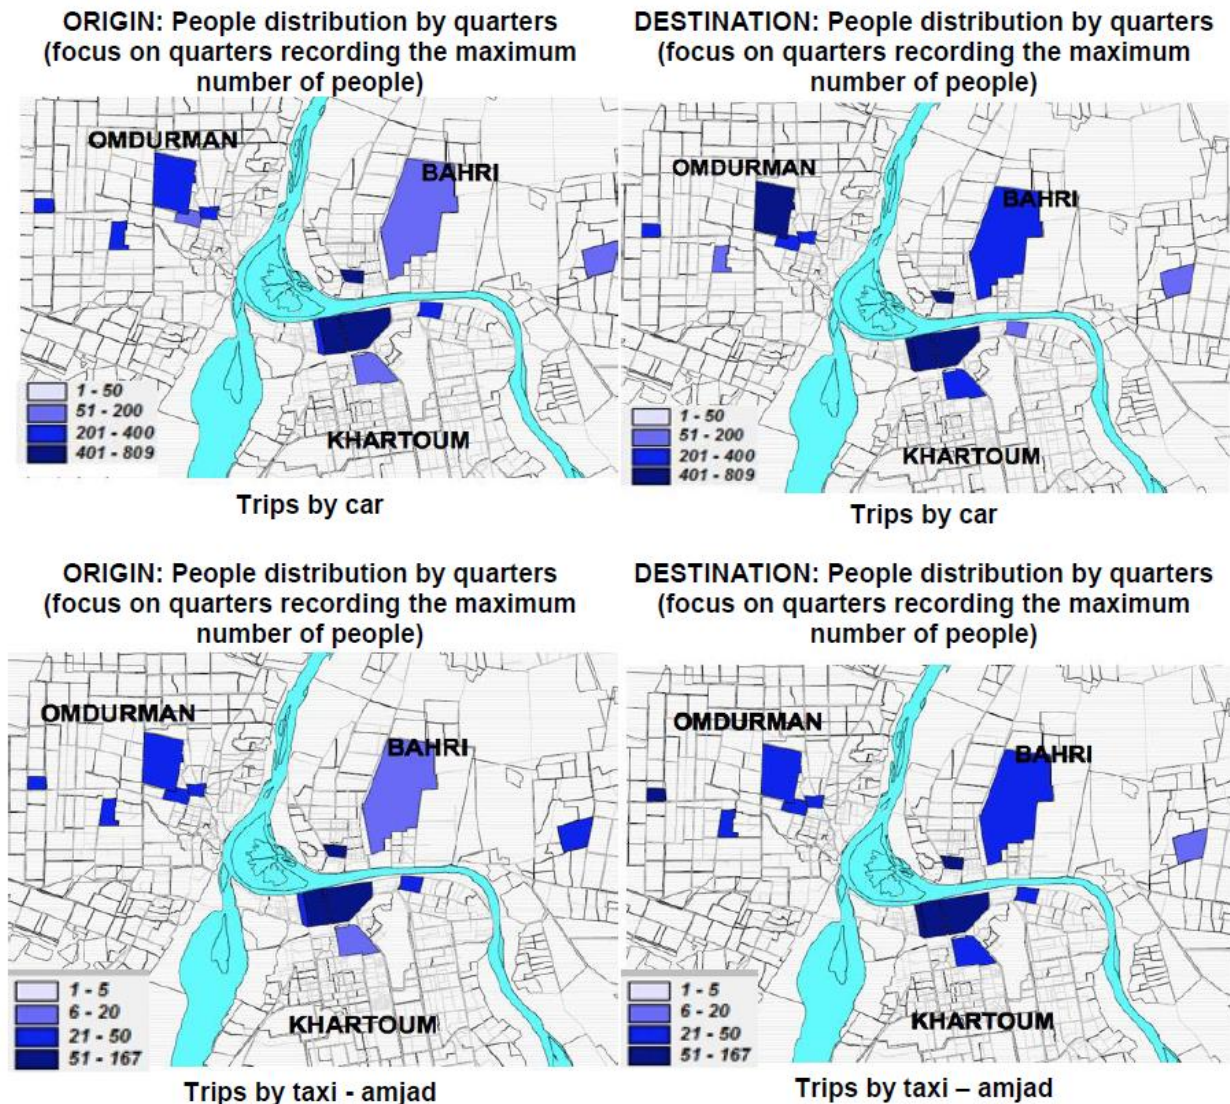 ORIGIN: People distribution by quarters
(focus on quarters recording the maximum
number of people)
OMDURMAN
BAHRI
KHARTOUM
1 - 50
51 - 200
201 - 400
401 - 809
Trips by car
DESTINATION: People distribution by quarters
(focus on quarters recording the maximum
number of people)
OMDURMAN
BAHRI
KHARTOUM
1 - 50
51 - 200
201 - 400
401 - 809
Trips by car
ORIGIN: People distribution by quarters
(focus on quarters recording the maximum
number of people)
OMDURMAN
BAHRI
KHARTOUM
1 - 5
6 - 20
21 - 50
51 - 167
Trips by taxi - amjad
DESTINATION: People distribution by quarters
(focus on quarters recording the maximum
number of people)
OMDURMAN
BAHRI
KHARTOUM
1 - 5
6 - 20
21 - 50
51 - 167
Trips by taxi – amjad